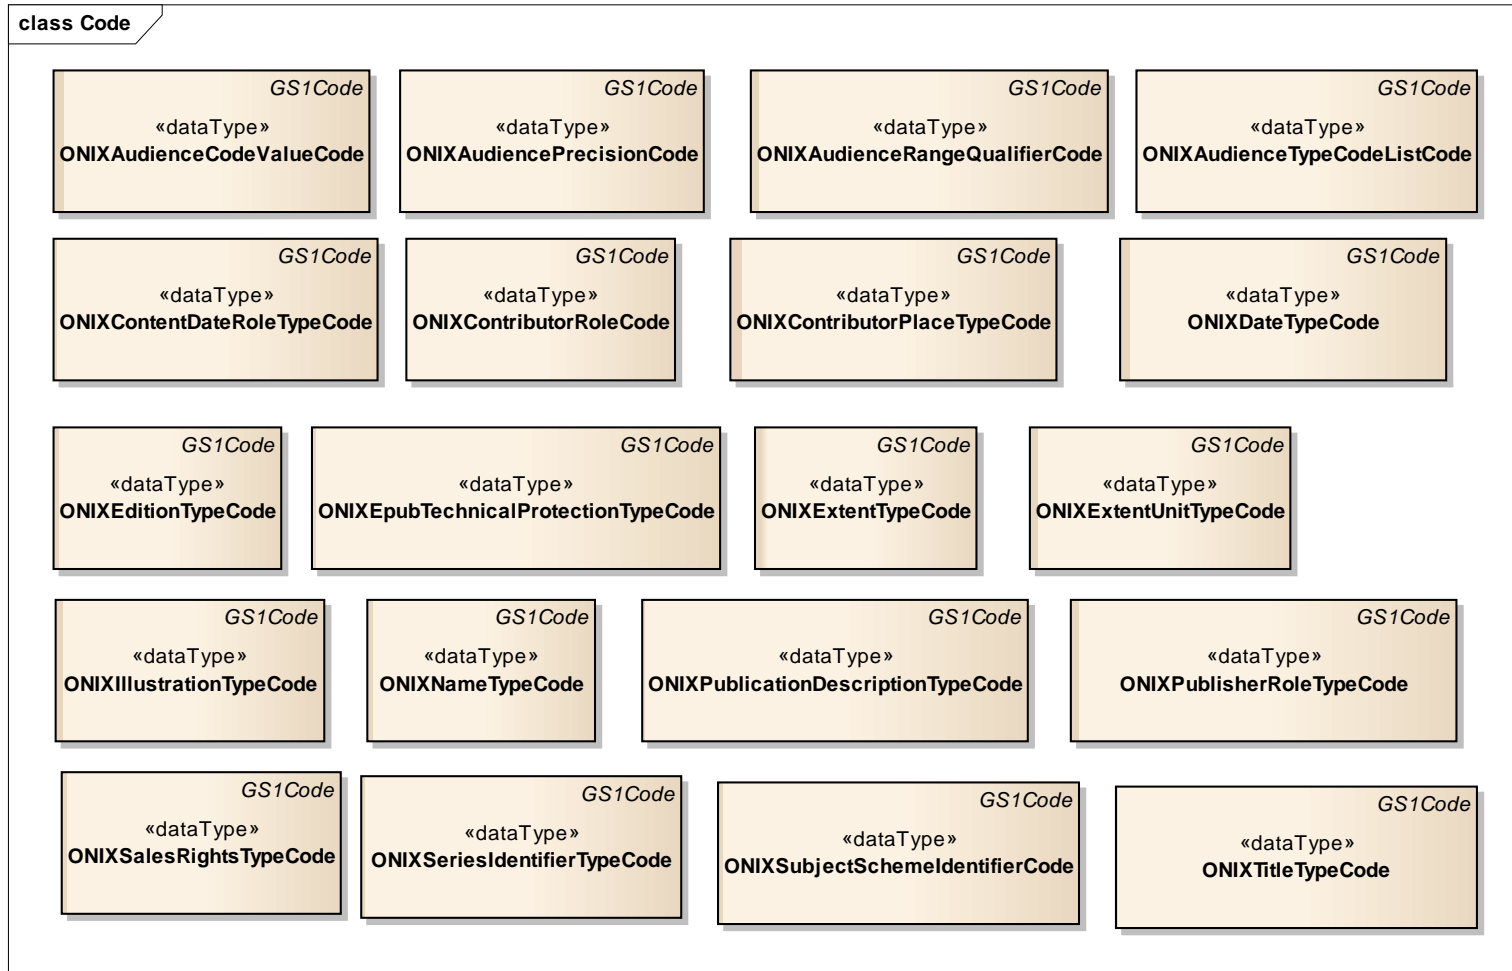 class Code
GS1Code
«dataType»
ONIXAudienceCodeValueCode
GS1Code
«dataType»
ONIXAudiencePrecisionCode
GS1Code
«dataType»
ONIXAudienceRangeQualifierCode
GS1Code
«dataType»
ONIXAudienceTypeCodeListCode
GS1Code
«dataType»
ONIXContentDateRoleTypeCode
GS1Code
«dataType»
ONIXContributorRoleCode
GS1Code
«dataType»
ONIXContributorPlaceTypeCode
GS1Code
«dataType»
ONIXDateTypeCode
GS1Code
«dataType»
ONIXEditionTypeCode
GS1Code
«dataType»
ONIXEpubTechnicalProtectionTypeCode
GS1Code
«dataType»
ONIXExtentTypeCode
GS1Code
«dataType»
ONIXExtentUnitTypeCode
GS1Code
«dataType»
ONIXIllustrationTypeCode
GS1Code
«dataType»
ONIXNameTypeCode
GS1Code
«dataType»
ONIXPublicationDescriptionTypeCode
GS1Code
«dataType»
ONIXPublisherRoleTypeCode
GS1Code
«dataType»
ONIXSalesRightsTypeCode
GS1Code
«dataType»
ONIXSeriesIdentifierTypeCode
GS1Code
«dataType»
ONIXSubjectSchemeIdentifierCode
GS1Code
«dataType»
ONIXTitleTypeCode